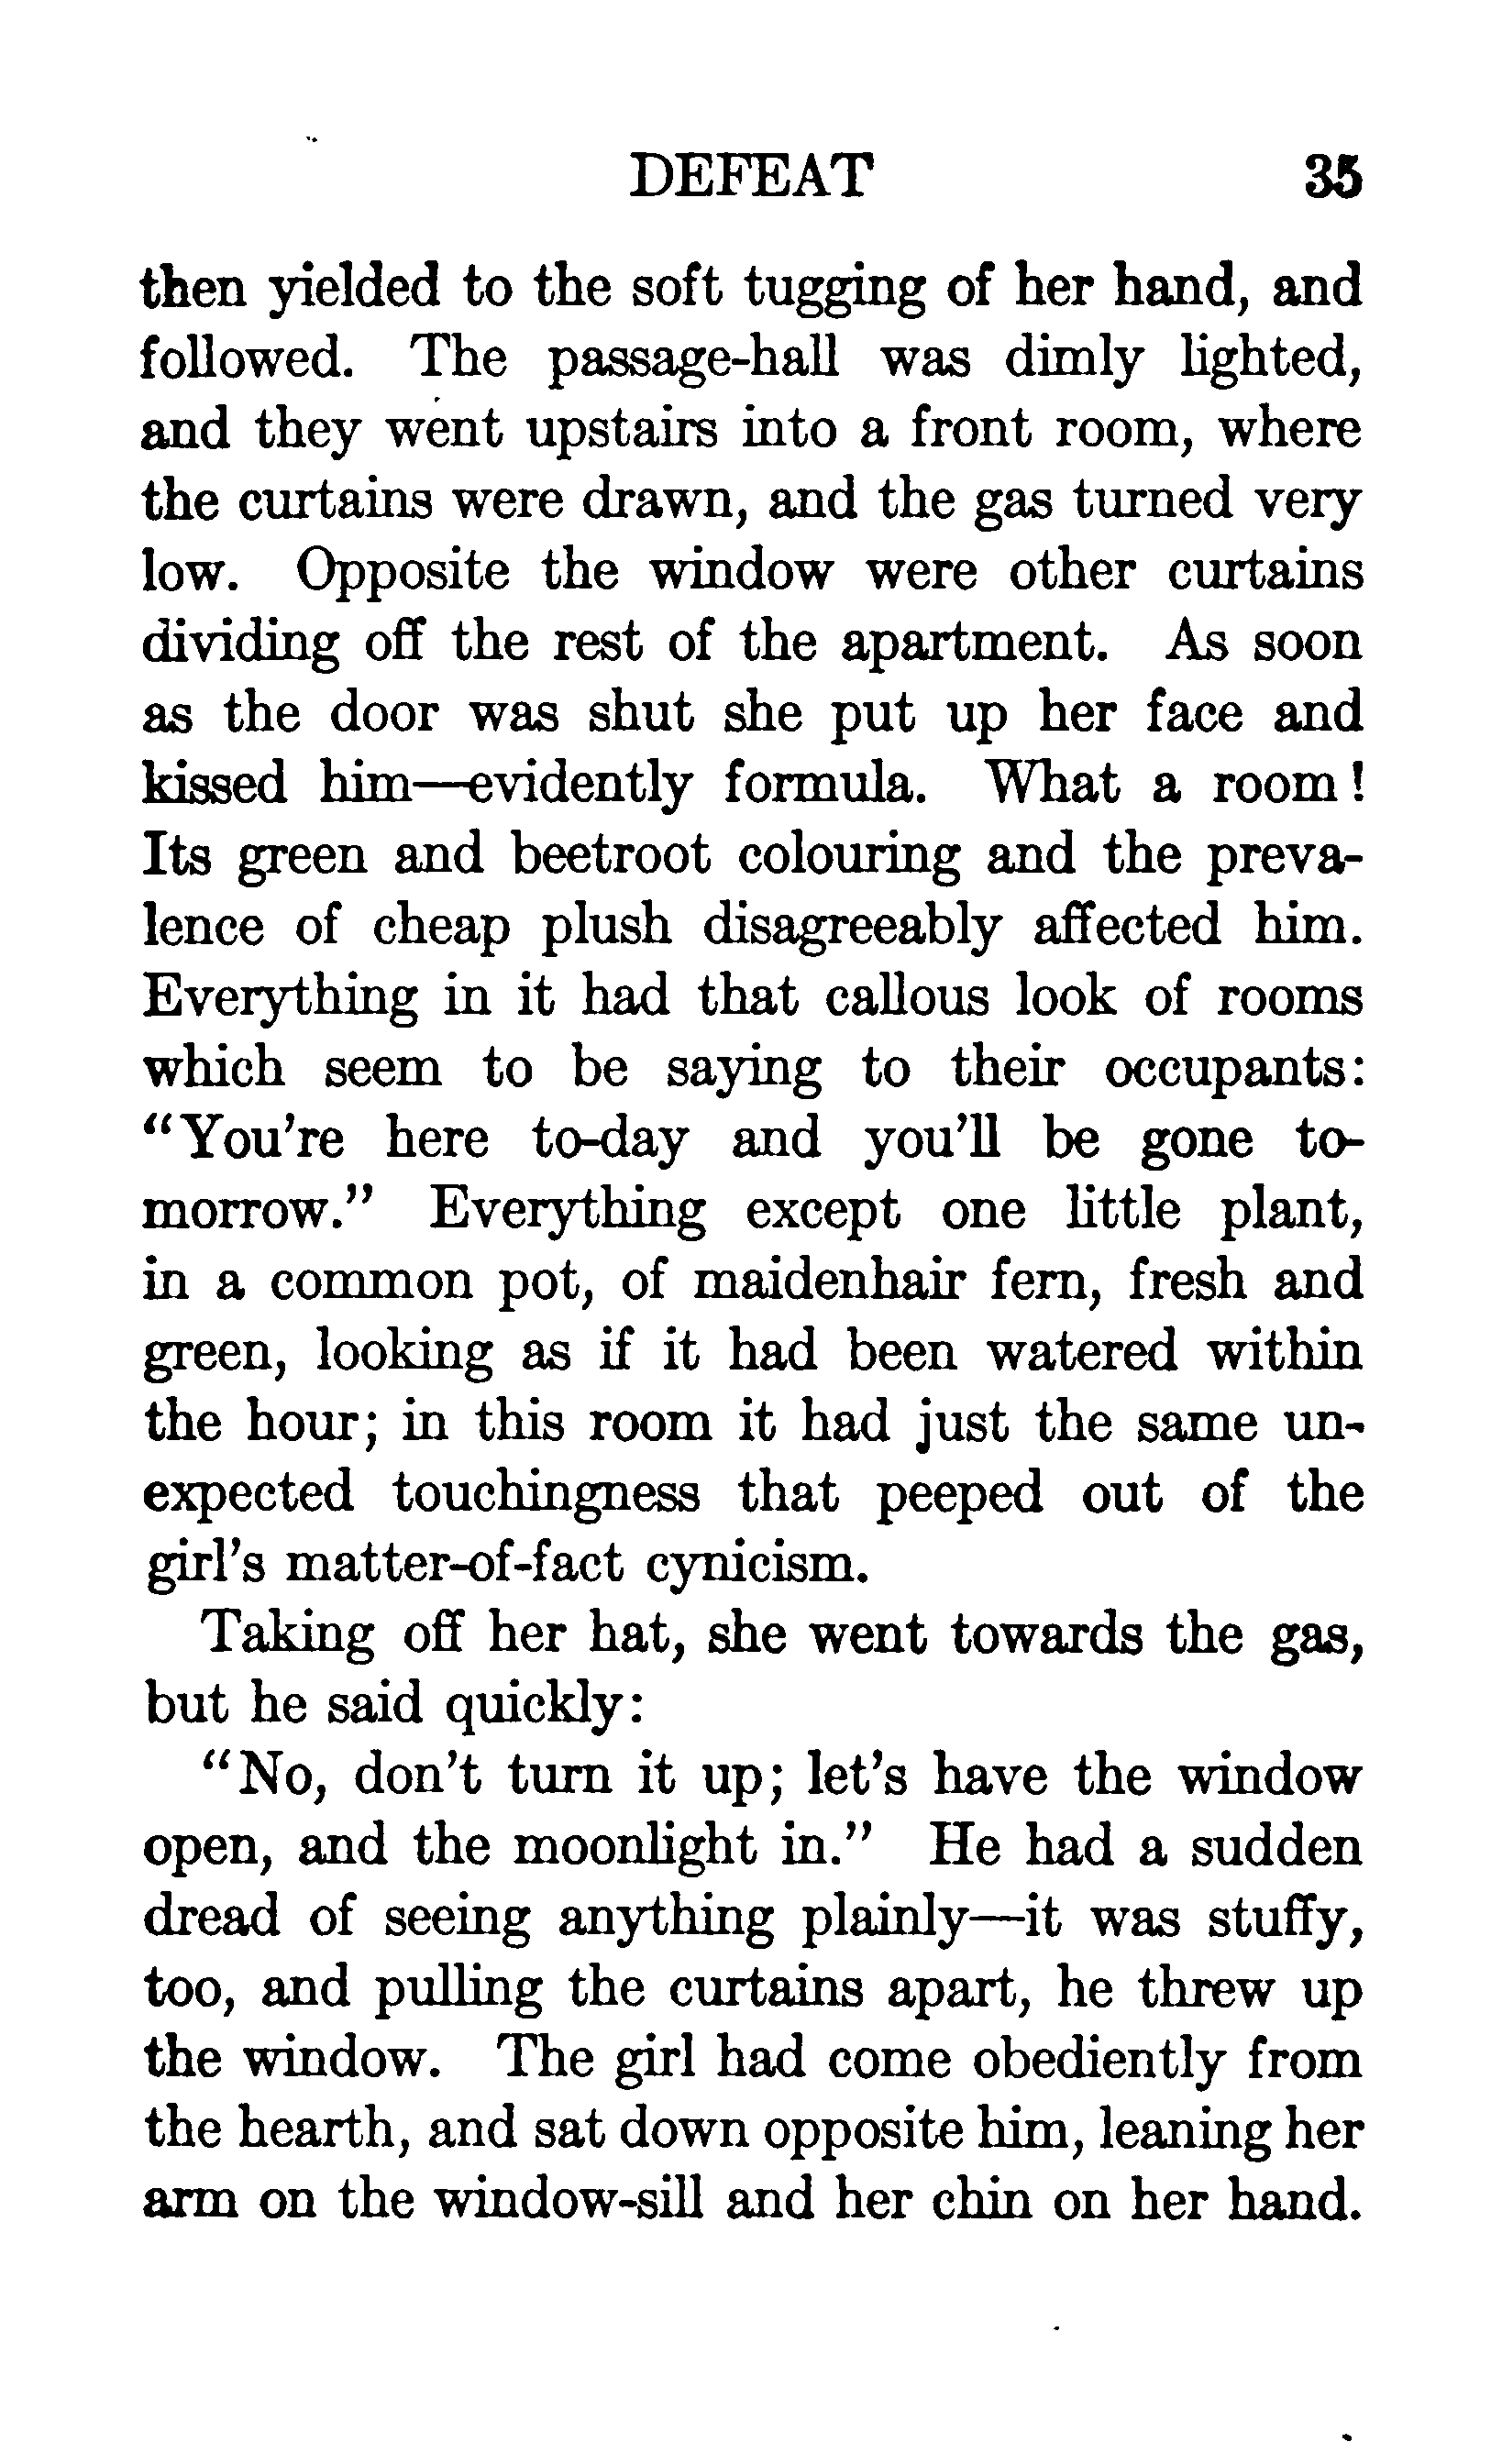 DEFEAT 35
then yielded to the soft tugging of her hand, and
followed. The passage-hall was dimly lighted,
and they went upstairs into a front room, where
the curtains were drawn, and the gas turned very
low. Opposite the window were other curtains
dividing off the rest of the apartment. As soon
as the door was shut she put up her face and
kissed him—evidently formula. What a room!
Its green and beetroot colouring and the preva-
lence of cheap plush disagreeably affected him.
Everything in it had that callous look of rooms
which seem to be saying to their occupants:
"You're here to-day and you'll be gone to-
morrow." Everything except one little plant,
in a common pot, of maidenhair fern, fresh and
green, looking as if it had been watered within
the hour; in this room it had just the same un-
expected touchingness that peeped out of the
girl's matter-of-fact cynicism.
Taking off her hat, she went towards the gas,
but he said quickly:
"No, don't turn it up; let's have the window
open, and the moonlight in." He had a sudden
dread of seeing anything plainly—it was stuffy,
too, and pulling the curtains apart, he threw up
the window. The girl had come obediently from
the hearth, and sat down opposite him, leaning her
arm on the window-sill and her chin on her hand.